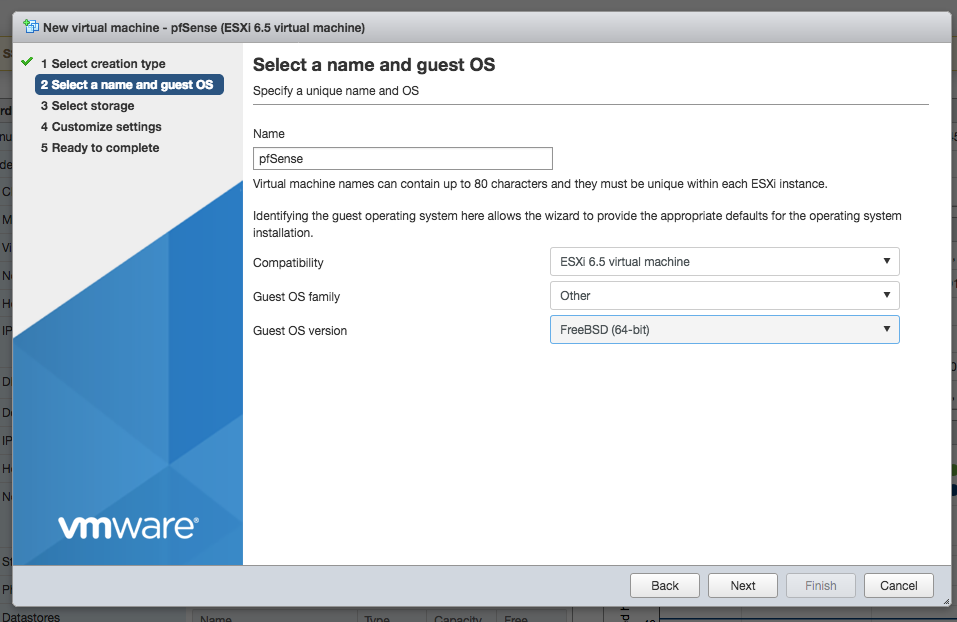 New virtual machine - pfSense (ESXi 6.5 virtual machine)
1 Select creation type
2 Select a name and guest OS
3 Select storage
4 Customize settings
5 Ready to complete
Select a name and guest OS
Specify a unique name and OS
Name
pfSense
Virtual machine names can contain up to 80 characters and they must be unique within each ESXi instance.
Identifying the guest operating system here allows the wizard to provide the appropriate defaults for the operating system
installation.
Compatibility
ESXi 6.5 virtual machine
Guest OS family
Other
Guest OS version
FreeBSD (64-bit)
vmware®
Back
Next
Finish
Cancel
Datastores
Name
Type
Capacity
Free